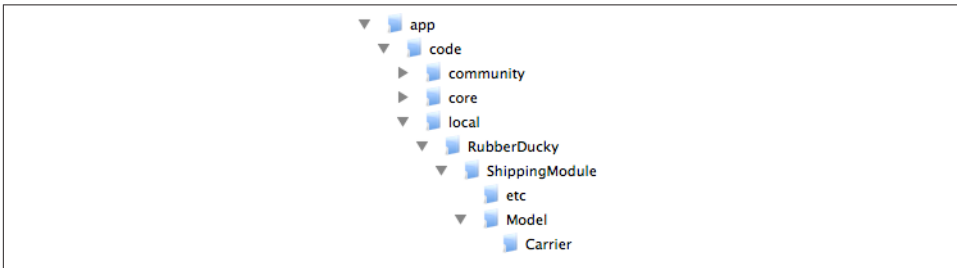 app
code
community
core
local
RubberDucky
ShippingModule
etc
Model
Carrier